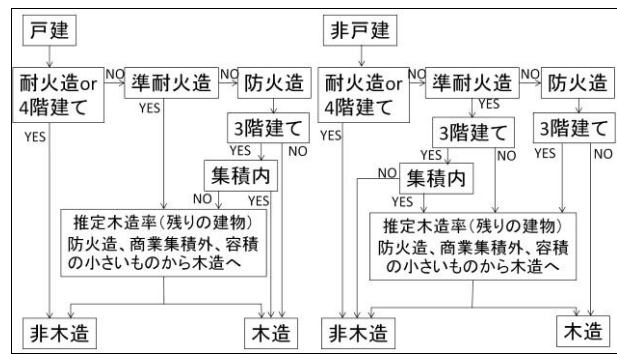 戸建
耐火造or
4階建て
NO
準耐火造
NO
防火造
YES
YES
3階建て
YES
NO
集積内
NO
YES
推定木造率(残りの建物)
防火造、商業集積外、容積
の小さいものから木造へ
非木造
木造
非戸建
耐火造or
4階建て
NO
準耐火造
NO
防火造
YES
YES
3階建て
3階建て
YES
NO
YES
NO
NO
集積内
YES
推定木造率(残りの建物)
防火造、商業集積外、容積
の小さいものから木造へ
非木造
木造